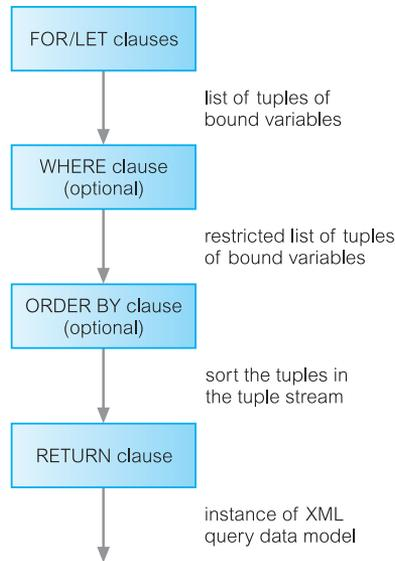 FOR/LET clauses
list of tuples of
bound variables
WHERE clause
(optional)
restricted list of tuples
of bound variables
ORDER BY clause
(optional)
sort the tuples in
the tuple stream
RETURN clause
instance of XML
query data model